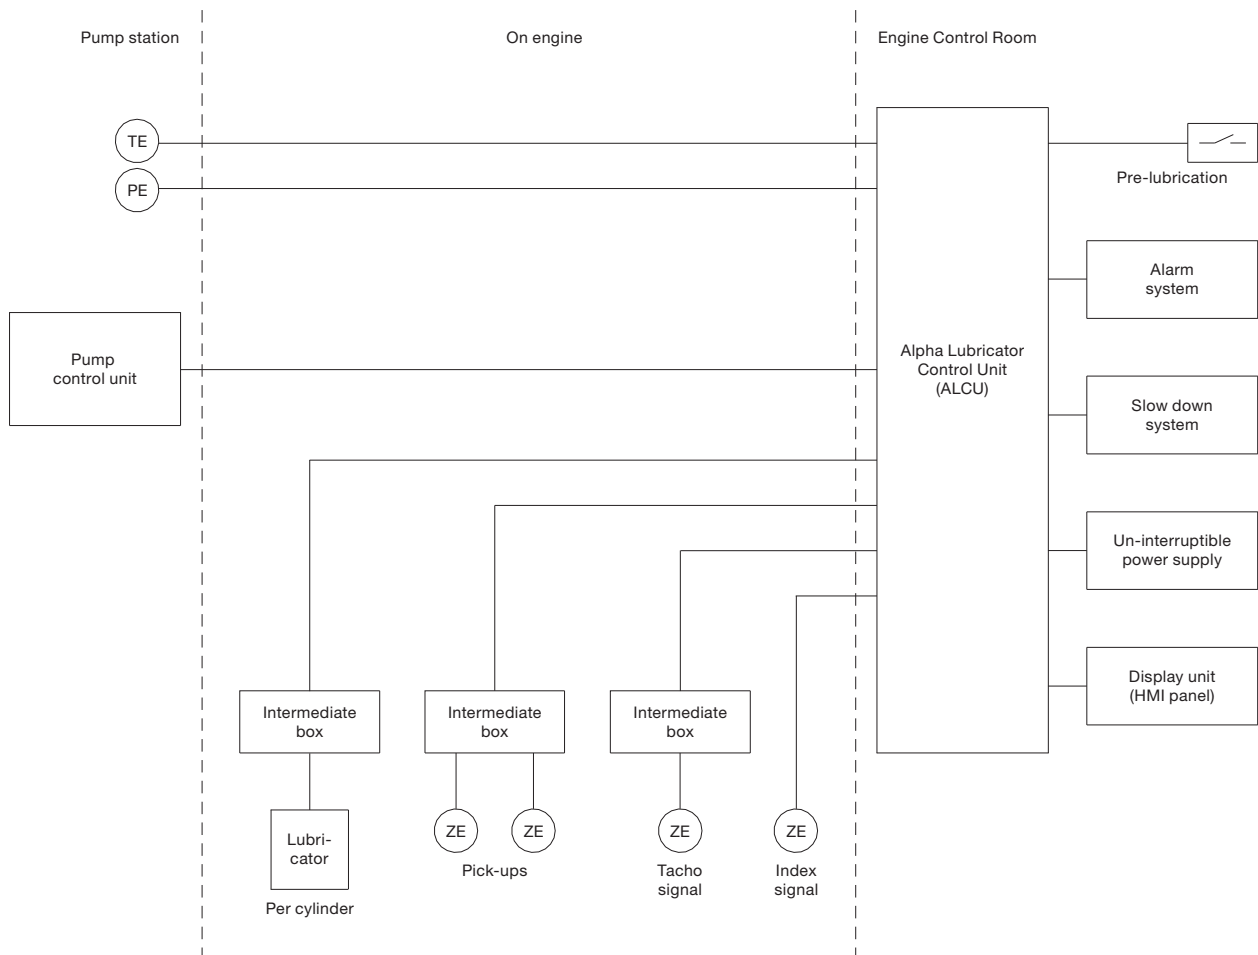 Pump station
On engine
Engine Control Room
TE
PE
Pre-lubrication
Alarm
system
Pump
control unit
Alpha Lubricator
Control Unit
(ALCU)
Slow down
system
Un-interruptible
power supply
Display unit
(HMI panel)
Intermediate
box
Intermediate
box
Intermediate
box
Lubri-
cator
ZE
ZE
ZE
ZE
Per cylinder
Pick-ups
Tacho
signal
Index
signal